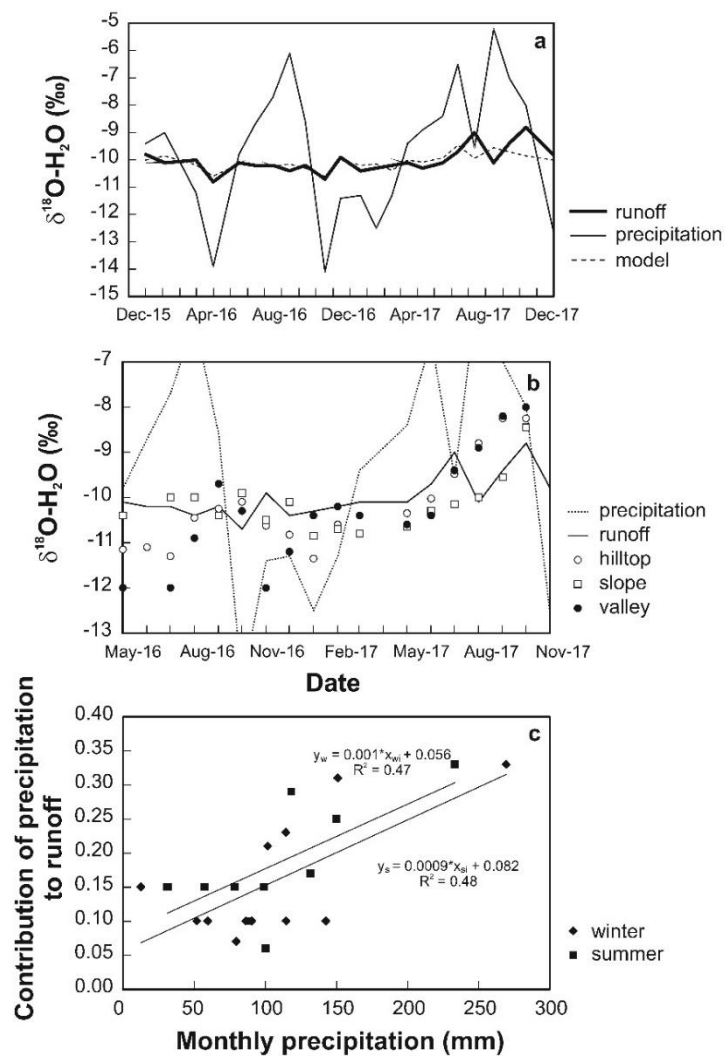 a
-5
-6
-7
-8
-9
-10
-11
-12
-13
-14
-15
δ¹⁸O-H₂O (‰)
Dec-15 Apr-16 Aug-16 Dec-16 Apr-17 Aug-17 Dec-17
runoff
precipitation
model
b
-7
-8
-9
-10
-11
-12
-13
δ¹⁸O-H₂O (‰)
May-16 Aug-16 Nov-16 Feb-17 May-17 Aug-17 Nov-17
Date
precipitation
runoff
hilltop
slope
valley
c
0.40
0.35
0.30
0.25
0.20
0.15
0.10
0.05
0.00
Contribution of precipitation
to runoff
y_w = 0.001*x_wi + 0.056
R² = 0.47
y_s = 0.0009*x_si + 0.082
R² = 0.48
0 50 100 150 200 250 300
Monthly precipitation (mm)
winter
summer